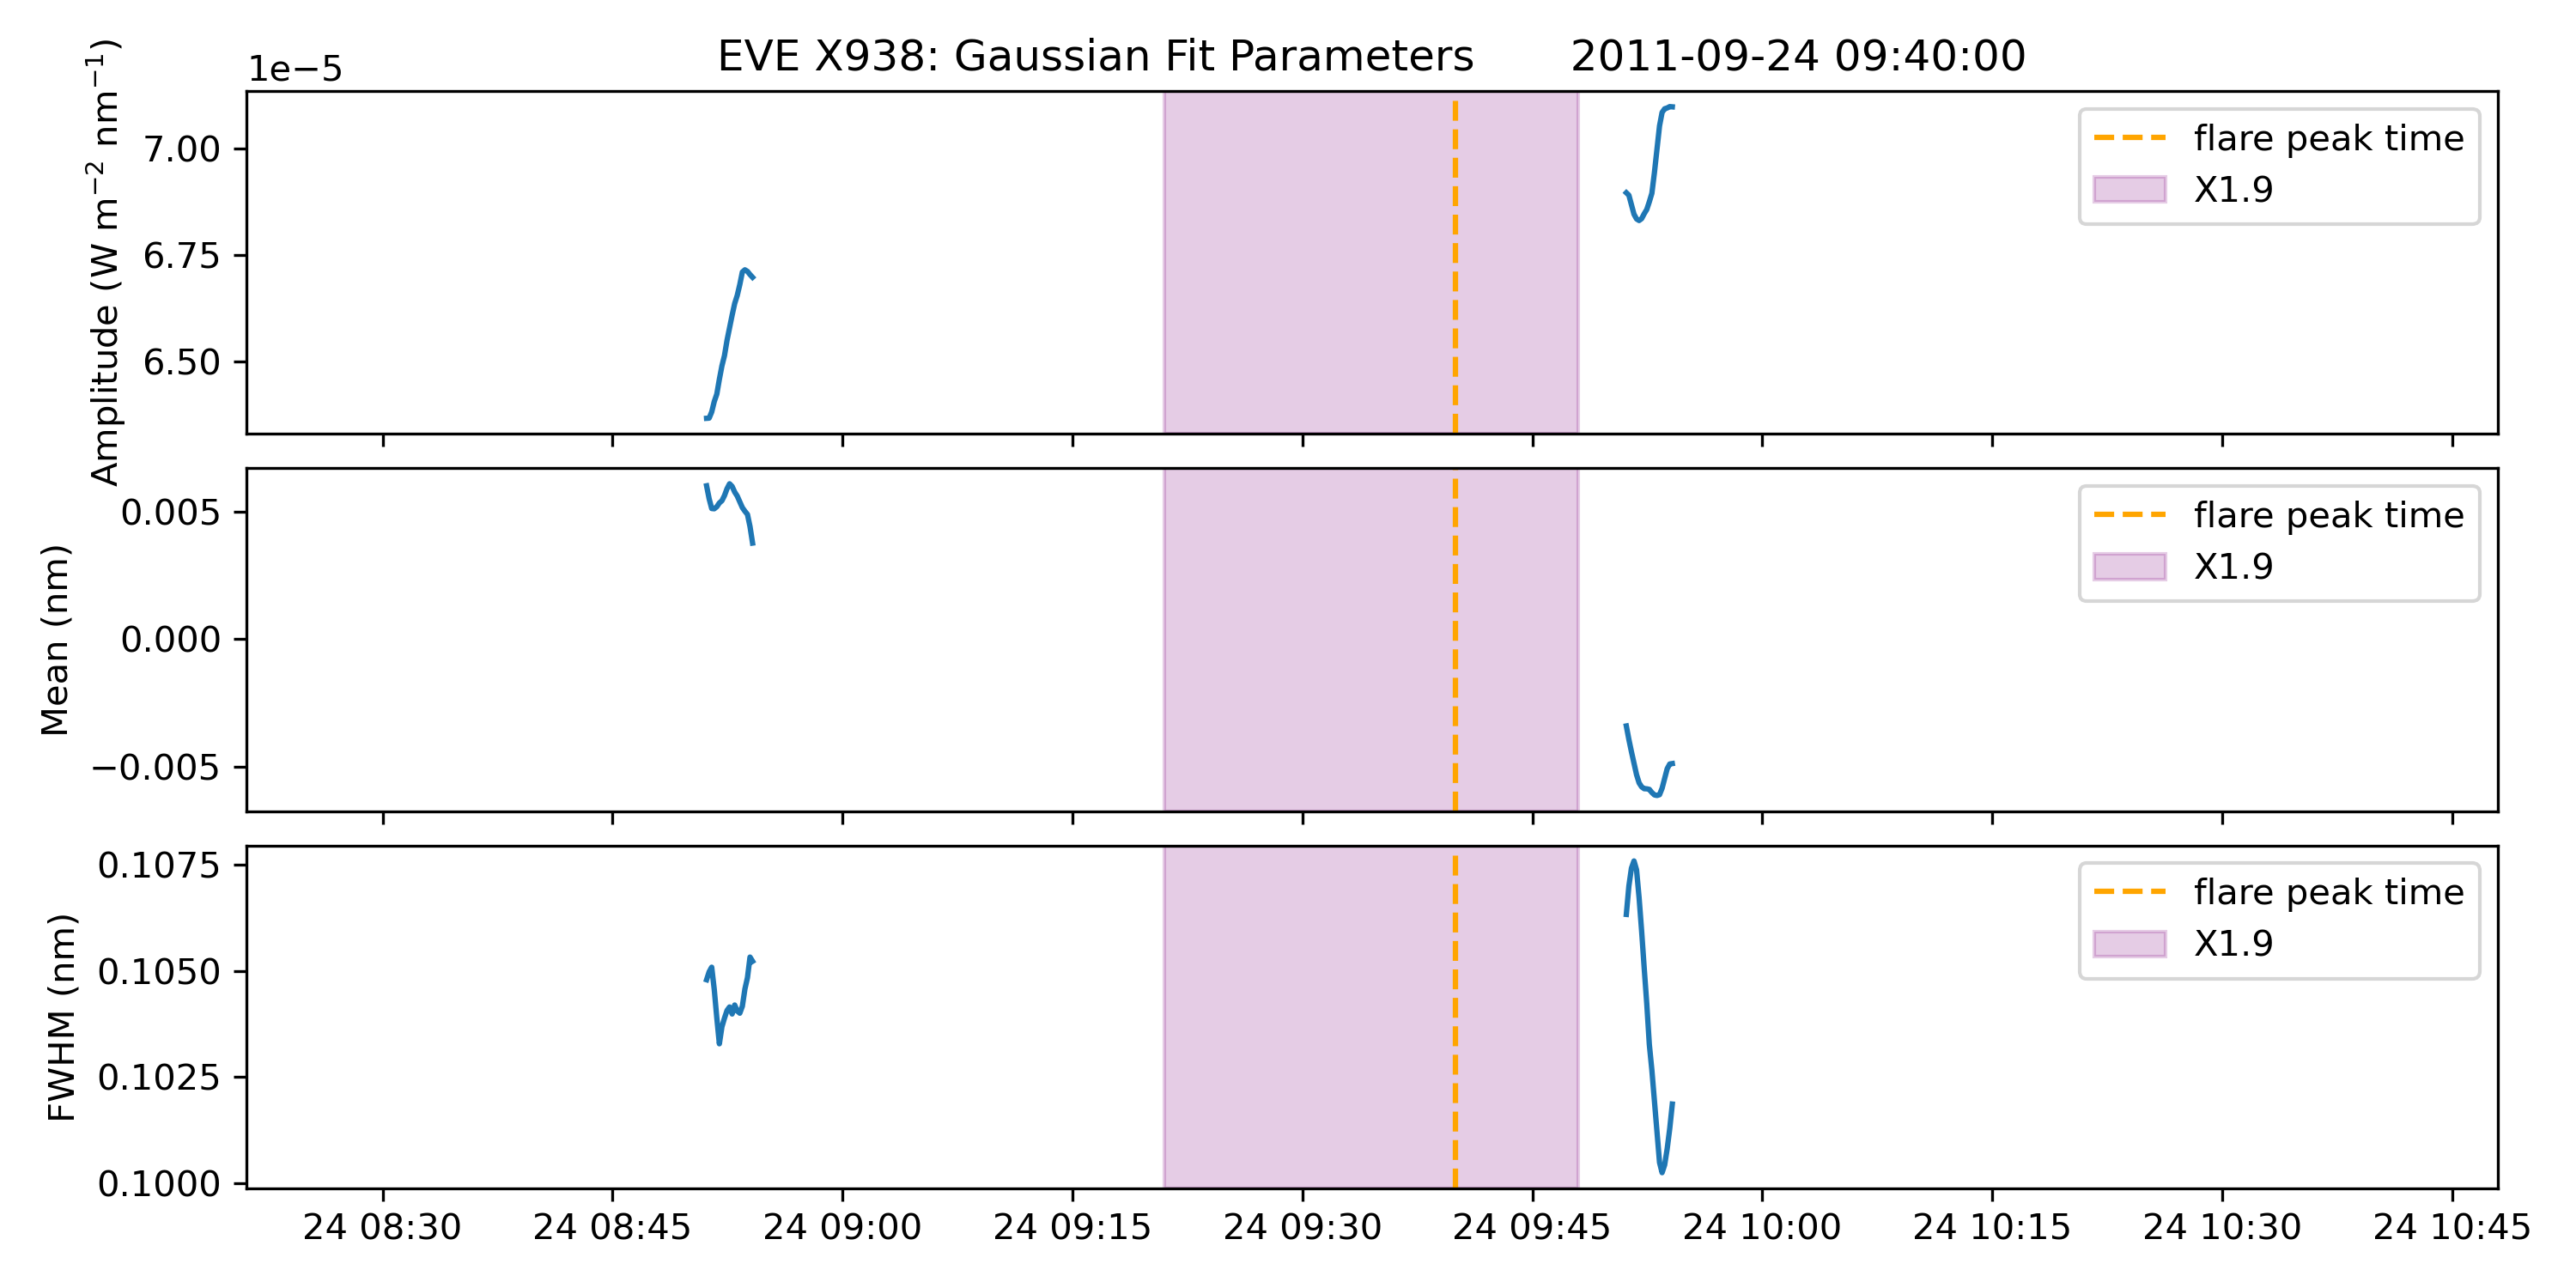 EVE X938: Gaussian Fit Parameters 2011-09-24 09:40:00
1e−5
Amplitude (W m⁻² nm⁻¹)
7.00
6.75
6.50
flare peak time
X1.9
Mean (nm)
0.005
0.000
−0.005
flare peak time
X1.9
FWHM (nm)
0.1075
0.1050
0.1025
0.1000
flare peak time
X1.9
24 08:30 24 08:45 24 09:00 24 09:15 24 09:30 24 09:45 24 10:00 24 10:15 24 10:30 24 10:45